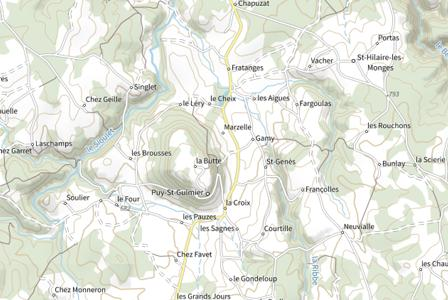 Chapuzat
Portas
Fratanges
Vacher
St-Hilaire-les-
Monges
Singlet
Chez Geille
le Léry
le Cheix
les Aigues
Fargoulas
793
Marzelle
les Rouchons
le Sioulet
Laschamps
Gamy
les Brousses
la Butte
St-Genès
Bunlay
la Scierie
Puy-St-Gulmier
Françolles
Soulier
le Four
682
la Croix
les Pauzes
les Sagnes
Courtille
Neuvialle
Chez Favet
la Ribbe
le Gondeloup
Chez Monneron
les Grands Jours